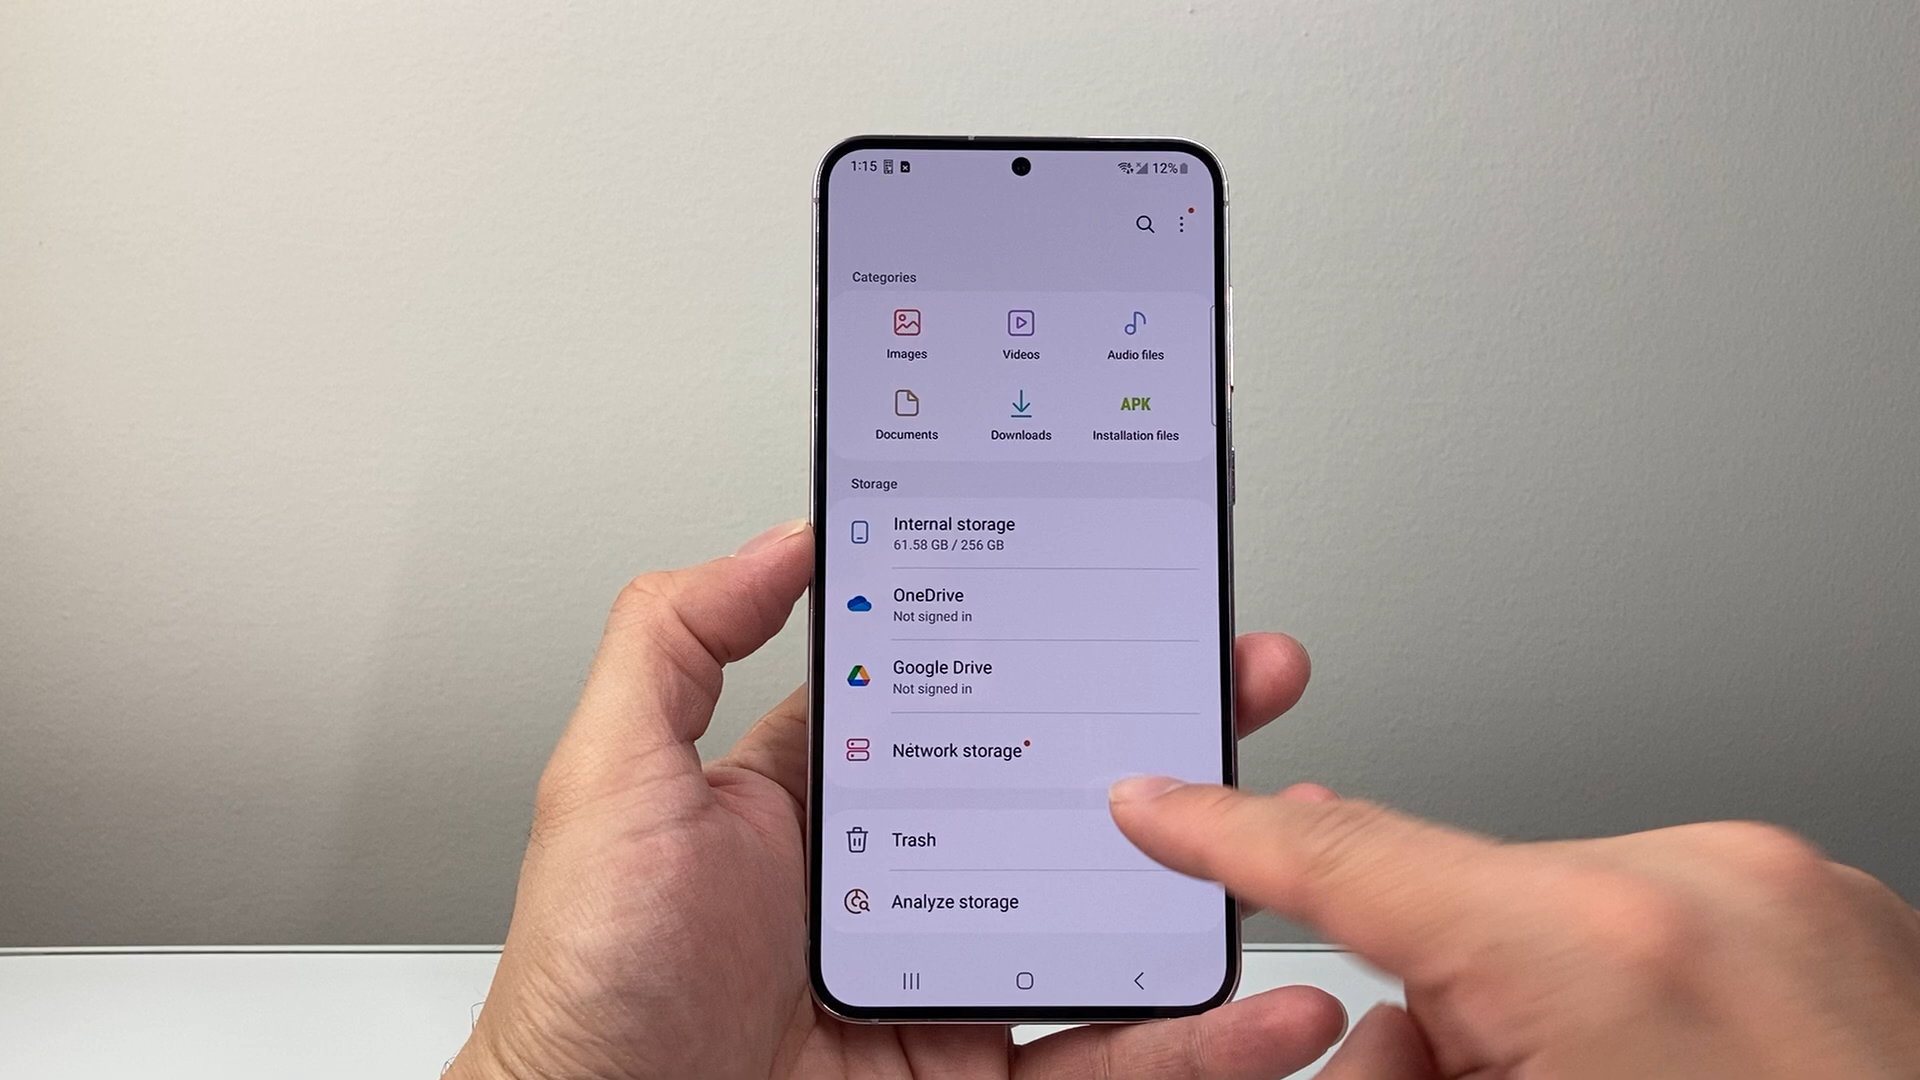 1:15
12%
Categories
Images
Videos
Audio files
APK
Documents
Downloads
Installation files
Storage
Internal storage
61.58 GB / 256 GB
OneDrive
Not signed in
Google Drive
Not signed in
Network storage
Trash
Analyze storage